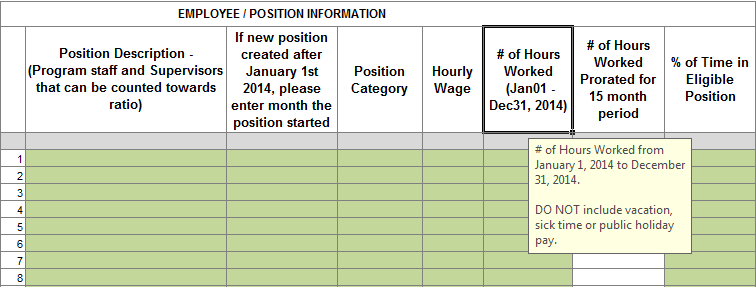 EMPLOYEE / POSITION INFORMATION
Position Description -
(Program staff and Supervisors
that can be counted towards
ratio)
If new position
created after
January 1st
2014, please
enter month the
position started
Position
Category
Hourly
Wage
# of Hours
Worked
(Jan01 -
Dec31, 2014)
# of Hours
Worked
Prorated for
15 month
period
% of Time in
Eligible
Position
# of Hours Worked from
January 1, 2014 to December
31, 2014.
DO NOT include vacation,
sick time or public holiday
pay.
1
2
3
4
5
6
7
8